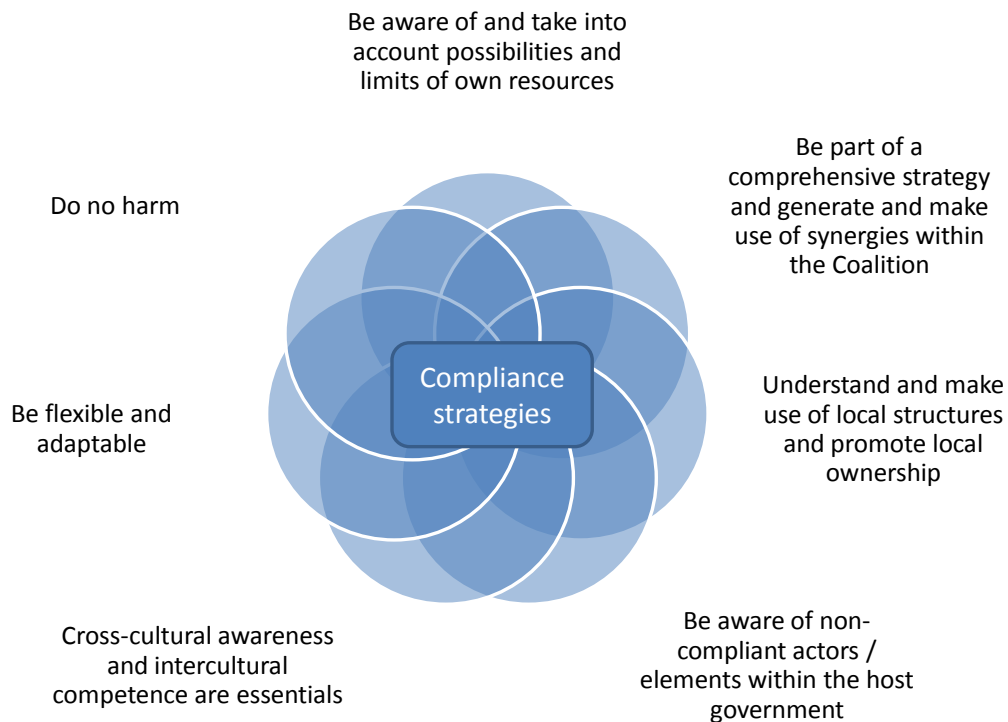 Be aware of and take into
account possibilities and
limits of own resources
Be part of a
comprehensive strategy
and generate and make
use of synergies within
the Coalition
Understand and make
use of local structures
and promote local
ownership
Be aware of non-
compliant actors /
elements within the host
government
Cross-cultural awareness
and intercultural
competence are essentials
Be flexible and
adaptable
Do no harm
Compliance
strategies